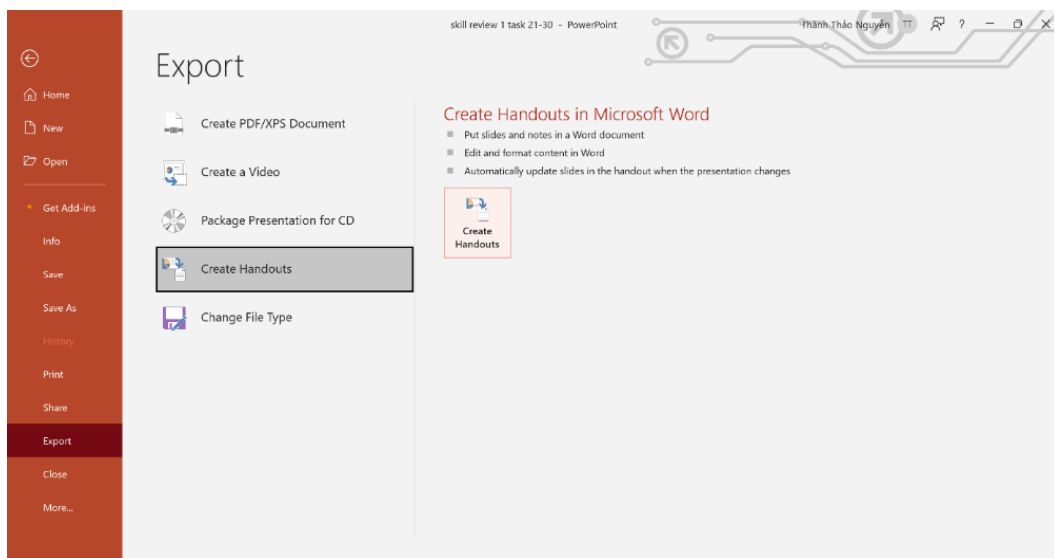 skill review 1 task 21-30 - PowerPoint
Thành Thảo Nguyễn TT ?
Export
Home
New
Open
Get Add-ins
Info
Save
Save As
History
Print
Share
Export
Close
More...
Create PDF/XPS Document
Create a Video
Package Presentation for CD
Create Handouts
Change File Type
Create Handouts in Microsoft Word
Put slides and notes in a Word document
Edit and format content in Word
Automatically update slides in the handout when the presentation changes
Create
Handouts